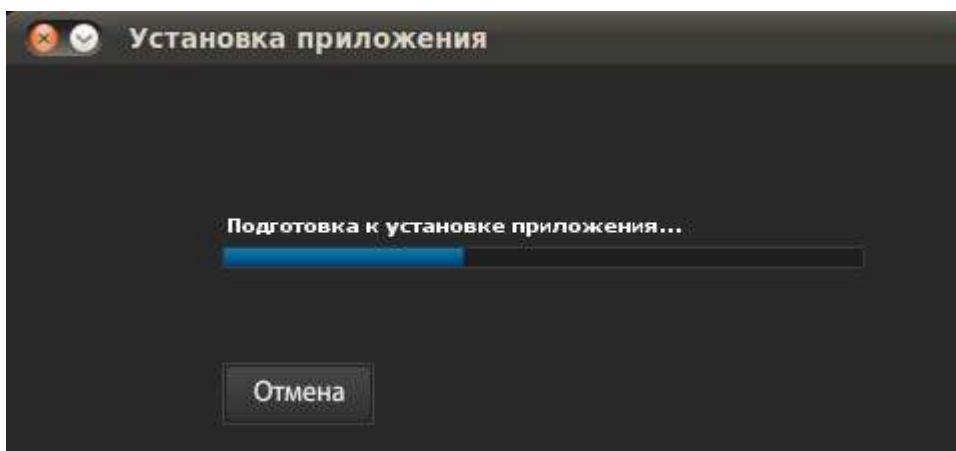 Установка приложения
Подготовка к установке приложения...
Отмена